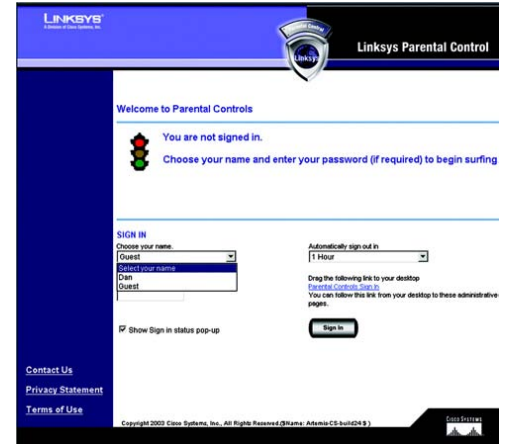 LINKSYS®
A Division of Cisco Systems, Inc.
Parental Control
Linksys
Linksys Parental Control
Welcome to Parental Controls
You are not signed in.
Choose your name and enter your password (if required) to begin surfing
SIGN IN
Choose your name.
Guest
Select your name
Dan
Guest
Show Sign in status pop-up
Automatically sign out in
1 Hour
Drag the following link to your desktop
Parental Controls Sign In
You can follow this link from your desktop to these administrative
pages.
Sign In
Contact Us
Privacy Statement
Terms of Use
Copyright 2003 Cisco Systems, Inc., All Rights Reserved.($Name: Artemis-CS-build24 $ )
CISCO SYSTEMS